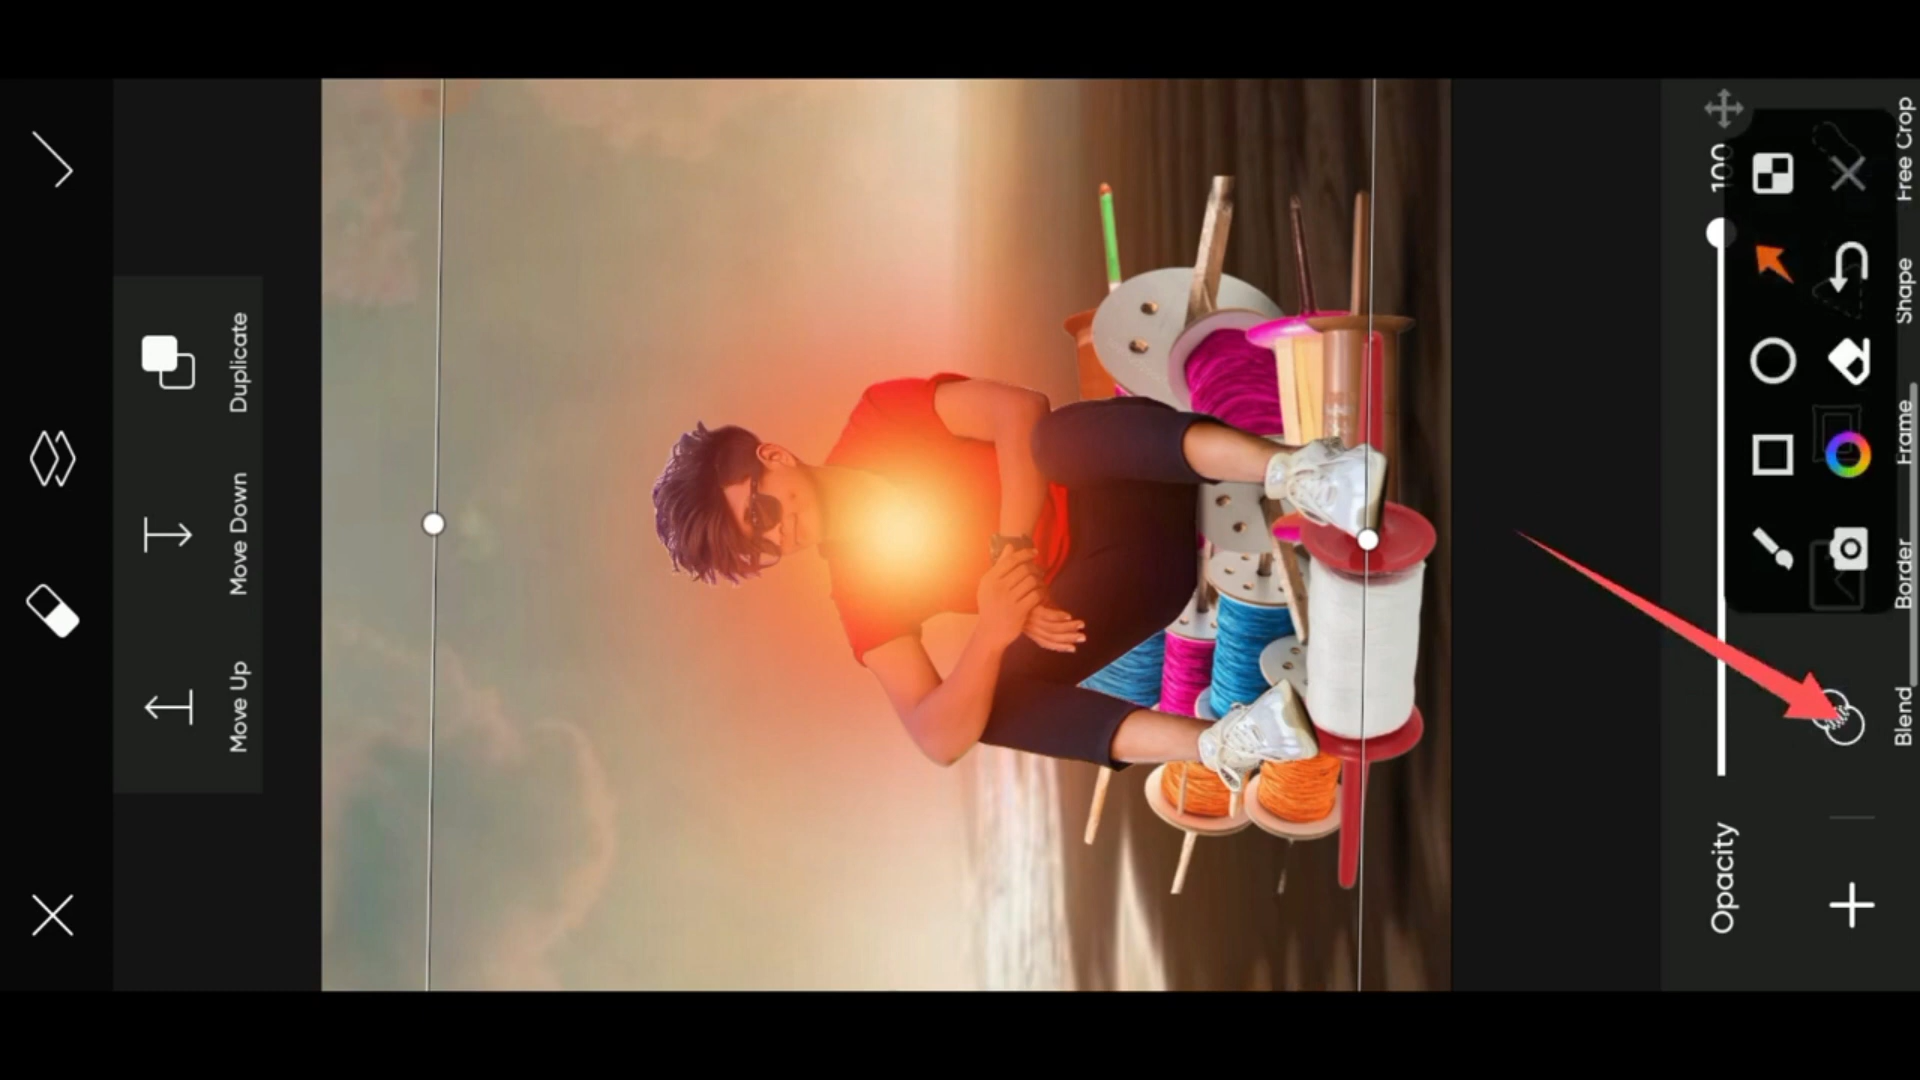 Duplicate
Move Down
Move Up
100
Opacity
Free Crop
Shape
Frame
Border
Blend